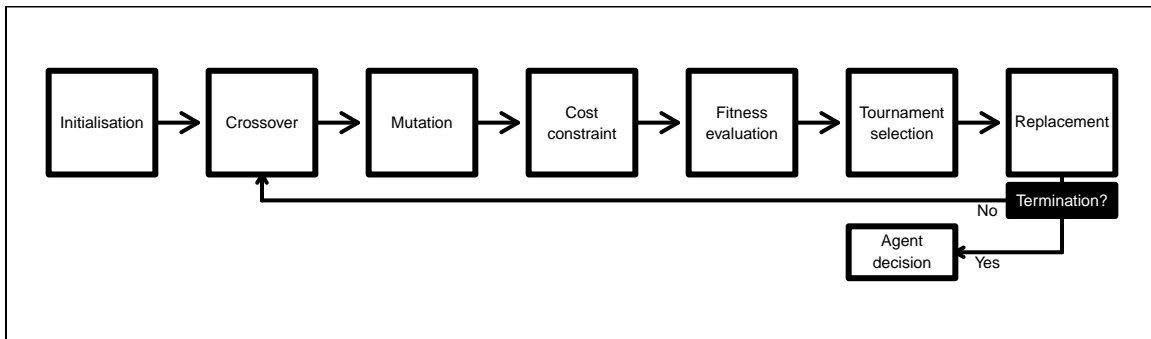 Initialisation
Crossover
Mutation
Cost
constraint
Fitness
evaluation
Tournament
selection
Replacement
Termination?
No
Agent
decision
Yes